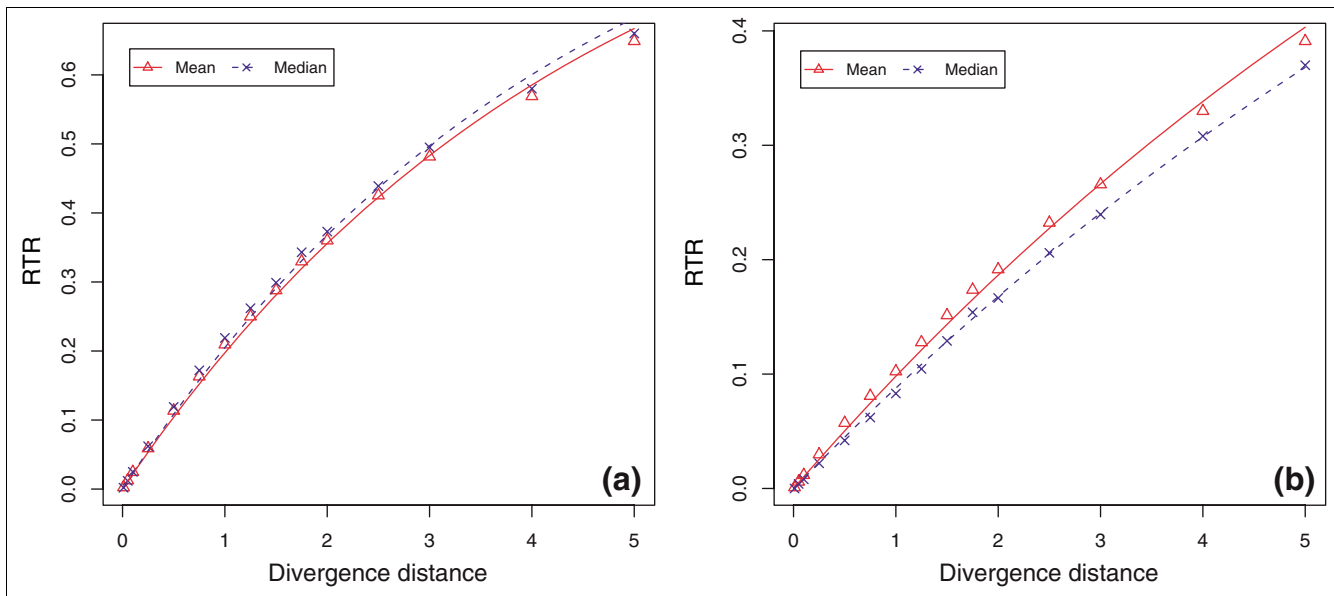 Mean Median
RTR
0.0 0.1 0.2 0.3 0.4 0.5 0.6
0 1 2 3 4 5
Divergence distance
(a)
Mean Median
RTR
0.0 0.1 0.2 0.3 0.4
0 1 2 3 4 5
Divergence distance
(b)